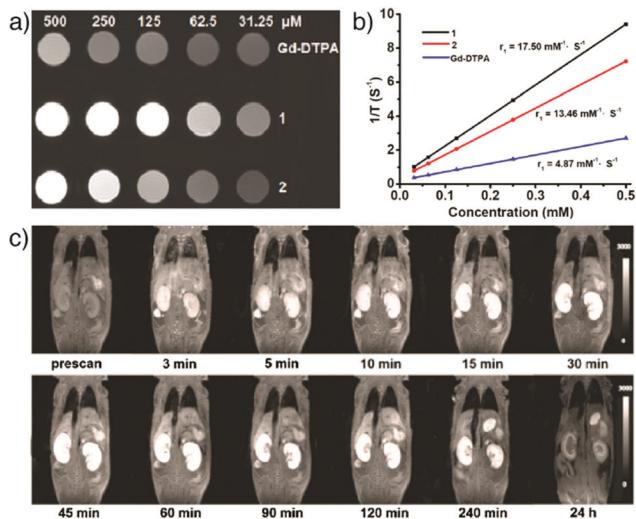 a)
500 250 125 62.5 31.25 µM
Gd-DTPA
1
2
b)
1/T (S⁻¹)
10
8
6
4
2
0
1
2
Gd-DTPA
r₁ = 17.50 mM⁻¹· S⁻¹
r₁ = 13.46 mM⁻¹· S⁻¹
r₁ = 4.87 mM⁻¹· S⁻¹
0.0 0.1 0.2 0.3 0.4 0.5
Concentration (mM)
c)
3000
0
prescan 3 min 5 min 10 min 15 min 30 min
3000
0
45 min 60 min 90 min 120 min 240 min 24 h